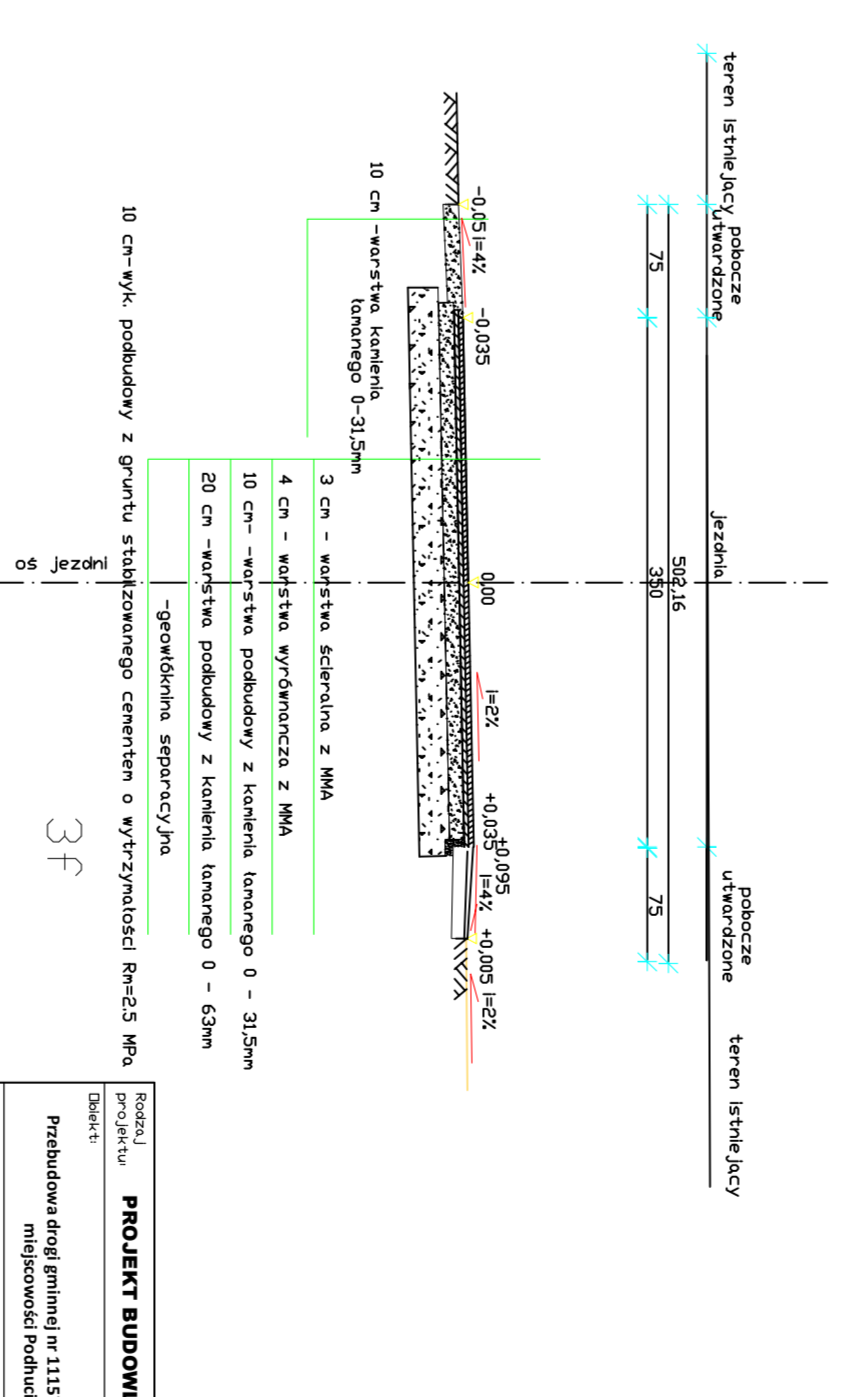 teren istniejący
pobocze
utwardzone
jezdnia
pobocze
utwardzone
teren istniejący
502,16
75
350
75
-0,05
i=4%
-0,035
0,00
i=2%
+0,035
+0,095
i=4%
+0,005
i=2%
10 cm -warstwa kamienia
łamanego 0-31,5mm
3 cm - warstwa ścieralna z MMA
4 cm - warstwa wyrównancza z MMA
10 cm- -warstwa podbudowy z kamienia łamanego 0 - 31,5mm
20 cm -warstwa podbudowy z kamienia łamanego 0 - 63mm
-geowłóknina separacyjna
10 cm-wyk. podbudowy z gruntu stabilzowanego cementem o wytrzymałości Rm=2.5 MPa
oś jezdni
3f
Rodzaj
projektu:
PROJEKT BUDOWL
Obiekt:
Przebudowa drogi gminnej nr 1115
miejscowości Podhuci